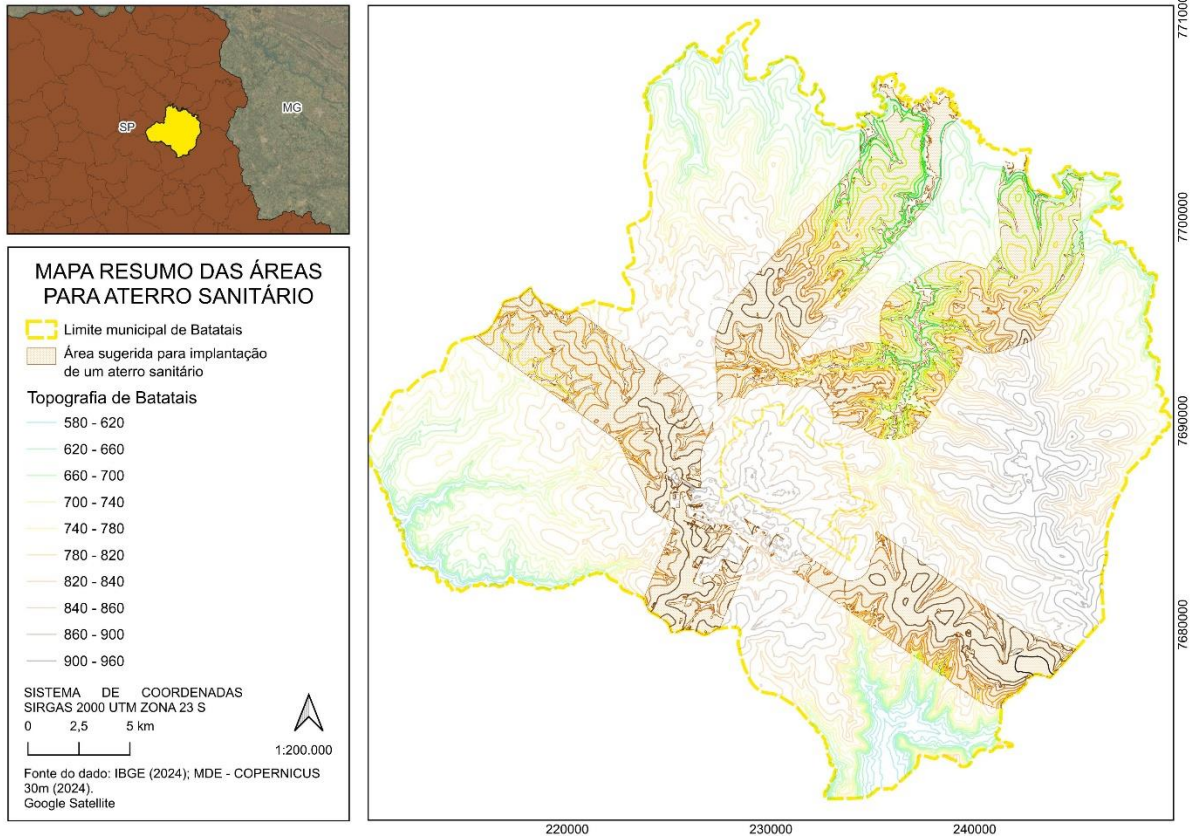 SP
MG
MAPA RESUMO DAS ÁREAS
PARA ATERRO SANITÁRIO
Limite municipal de Batatais
Área sugerida para implantação
de um aterro sanitário
Topografia de Batatais
580 - 620
620 - 660
660 - 700
700 - 740
740 - 780
780 - 820
820 - 840
840 - 860
860 - 900
900 - 960
SISTEMA DE COORDENADAS
SIRGAS 2000 UTM ZONA 23 S
0 2,5 5 km
1:200.000
Fonte do dado: IBGE (2024); MDE - COPERNICUS
30m (2024).
Google Satellite
7710000
7700000
7690000
7680000
220000
230000
240000